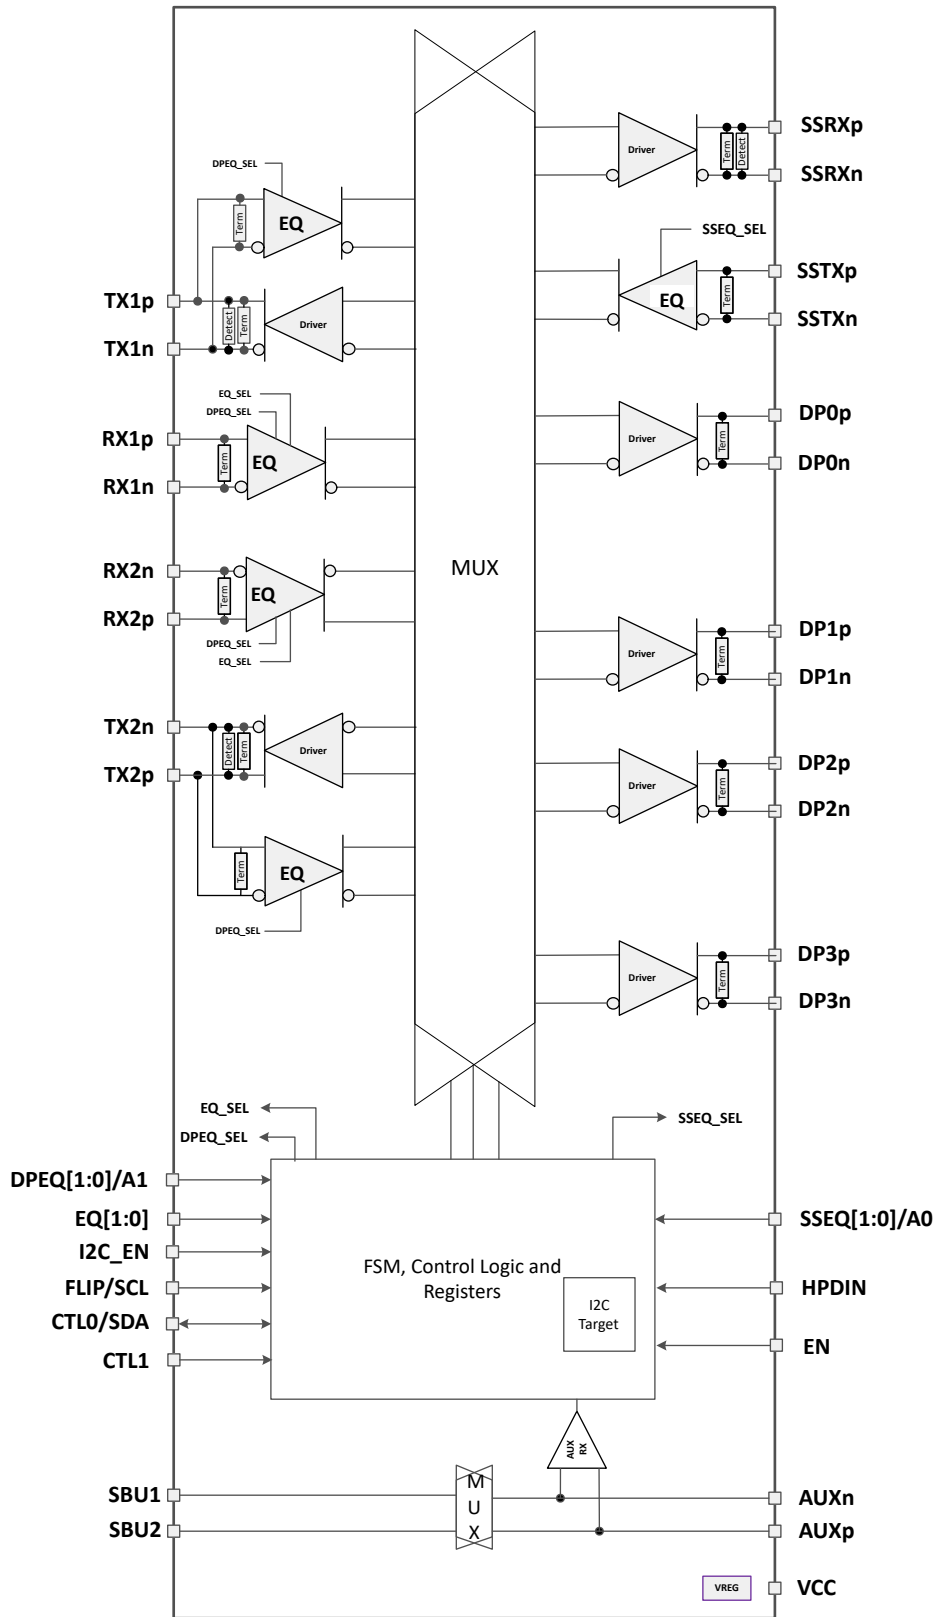 SSRXp
Driver
Term
Detect
SSRXn
DPEQ_SEL
Term
EQ
SSEQ_SEL
SSTXp
EQ
Term
SSTXn
TX1p
Detect
Term
Driver
TX1n
EQ_SEL
DPEQ_SEL
DP0p
Driver
Term
DP0n
RX1p
Term
EQ
RX1n
MUX
RX2n
Term
EQ
RX2p
DPEQ_SEL
EQ_SEL
DP1p
Driver
Term
DP1n
TX2n
Detect
Term
Driver
TX2p
DP2p
Driver
Term
DP2n
Term
EQ
DPEQ_SEL
DP3p
Driver
Term
DP3n
EQ_SEL
DPEQ_SEL
SSEQ_SEL
DPEQ[1:0]/A1
EQ[1:0]
I2C_EN
FLIP/SCL
CTL0/SDA
CTL1
FSM, Control Logic and
Registers
I2C
Target
SSEQ[1:0]/A0
HPDIN
EN
AUX
RX
SBU1
SBU2
M
U
X
AUXn
AUXp
VREG
VCC